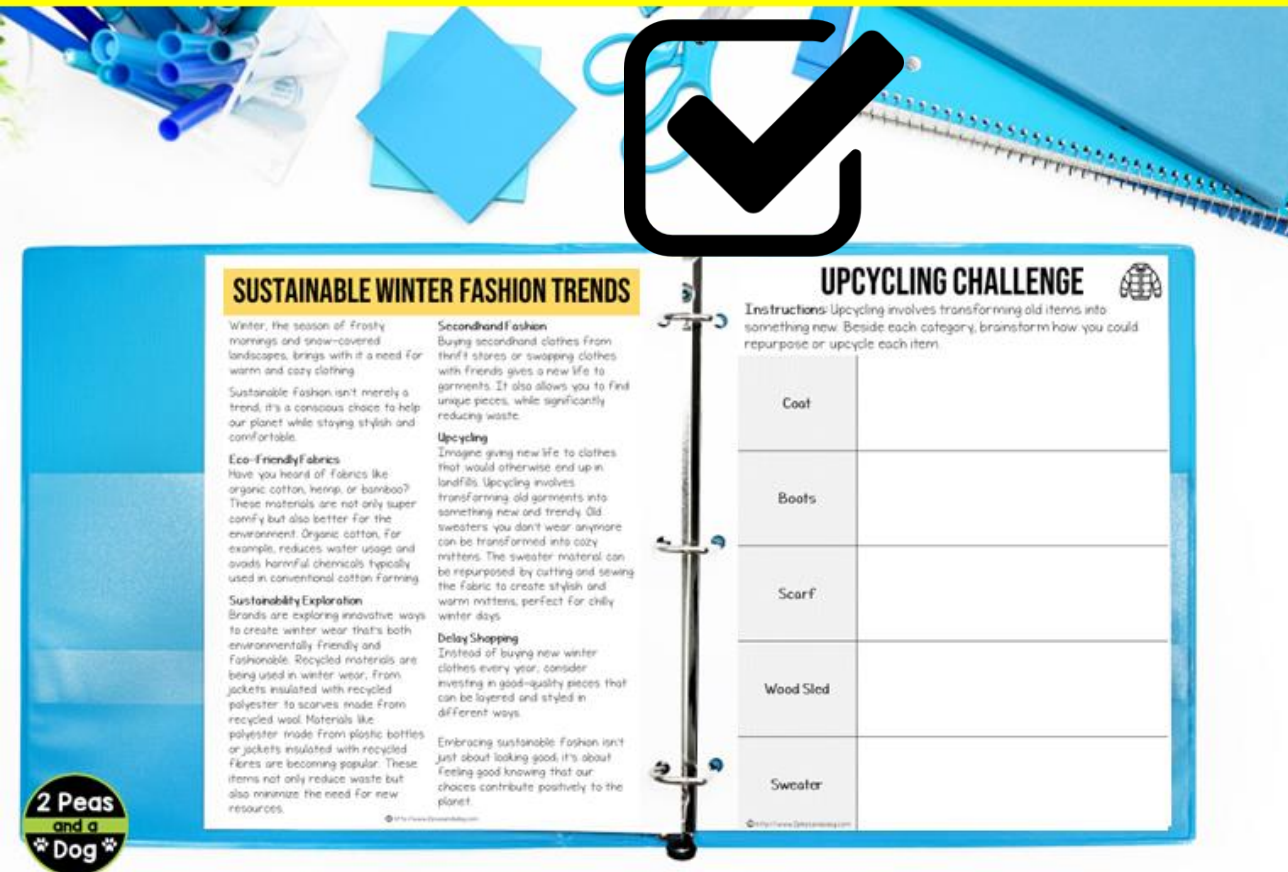 SUSTAINABLE WINTER FASHION TRENDS
Winter, the season of frosty
mornings and snow-covered
landscapes, brings with it a need for
warm and cozy clothing.
Sustainable fashion isn't merely a
trend, it's a conscious choice to help
our planet while staying stylish and
comfortable.
Eco-Friendly Fabrics
Have you heard of fabrics like
organic cotton, hemp, or bamboo?
These materials are not only super
comfy but also better for the
environment. Organic cotton, for
example, reduces water usage and
avoids harmful chemicals typically
used in conventional cotton farming.
Sustainability Exploration
Brands are exploring innovative ways
to create winter wear that's both
environmentally friendly and
fashionable. Recycled materials are
being used in winter wear, from
jackets insulated with recycled
polyester to scarves made from
recycled wool. Materials like
polyester made from plastic bottles
or jackets insulated with recycled
fibres are becoming popular. These
items not only reduce waste but
also minimize the need for new
resources.
Secondhand Fashion
Buying secondhand clothes from
thrift stores or swapping clothes
with friends gives a new life to
garments. It also allows you to find
unique pieces, while significantly
reducing waste.
Upcycling
Imagine giving new life to clothes
that would otherwise end up in
landfills. Upcycling involves
transforming old garments into
something new and trendy. Old
sweaters you don't wear anymore
can be transformed into cozy
mittens. The sweater material can
be repurposed by cutting and sewing
the fabric to create stylish and
warm mittens, perfect for chilly
winter days.
Delay Shopping
Instead of buying new winter
clothes every year, consider
investing in good-quality pieces that
can be layered and styled in
different ways.
Embracing sustainable fashion isn't
just about looking good; it's about
feeling good knowing that our
choices contribute positively to the
planet.
UPCYCLING CHALLENGE
Instructions: Upcycling involves transforming old items into
something new. Beside each category, brainstorm how you could
repurpose or upcycle each item.
Coat
Boots
Scarf
Wood Sled
Sweater
2 Peas
and a
Dog